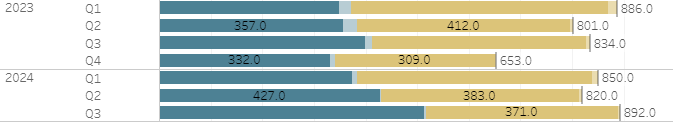 2023 Q1 886.0
Q2 357.0 412.0 801.0
Q3 834.0
Q4 332.0 309.0 653.0
2024 Q1 850.0
Q2 427.0 383.0 820.0
Q3 371.0 892.0